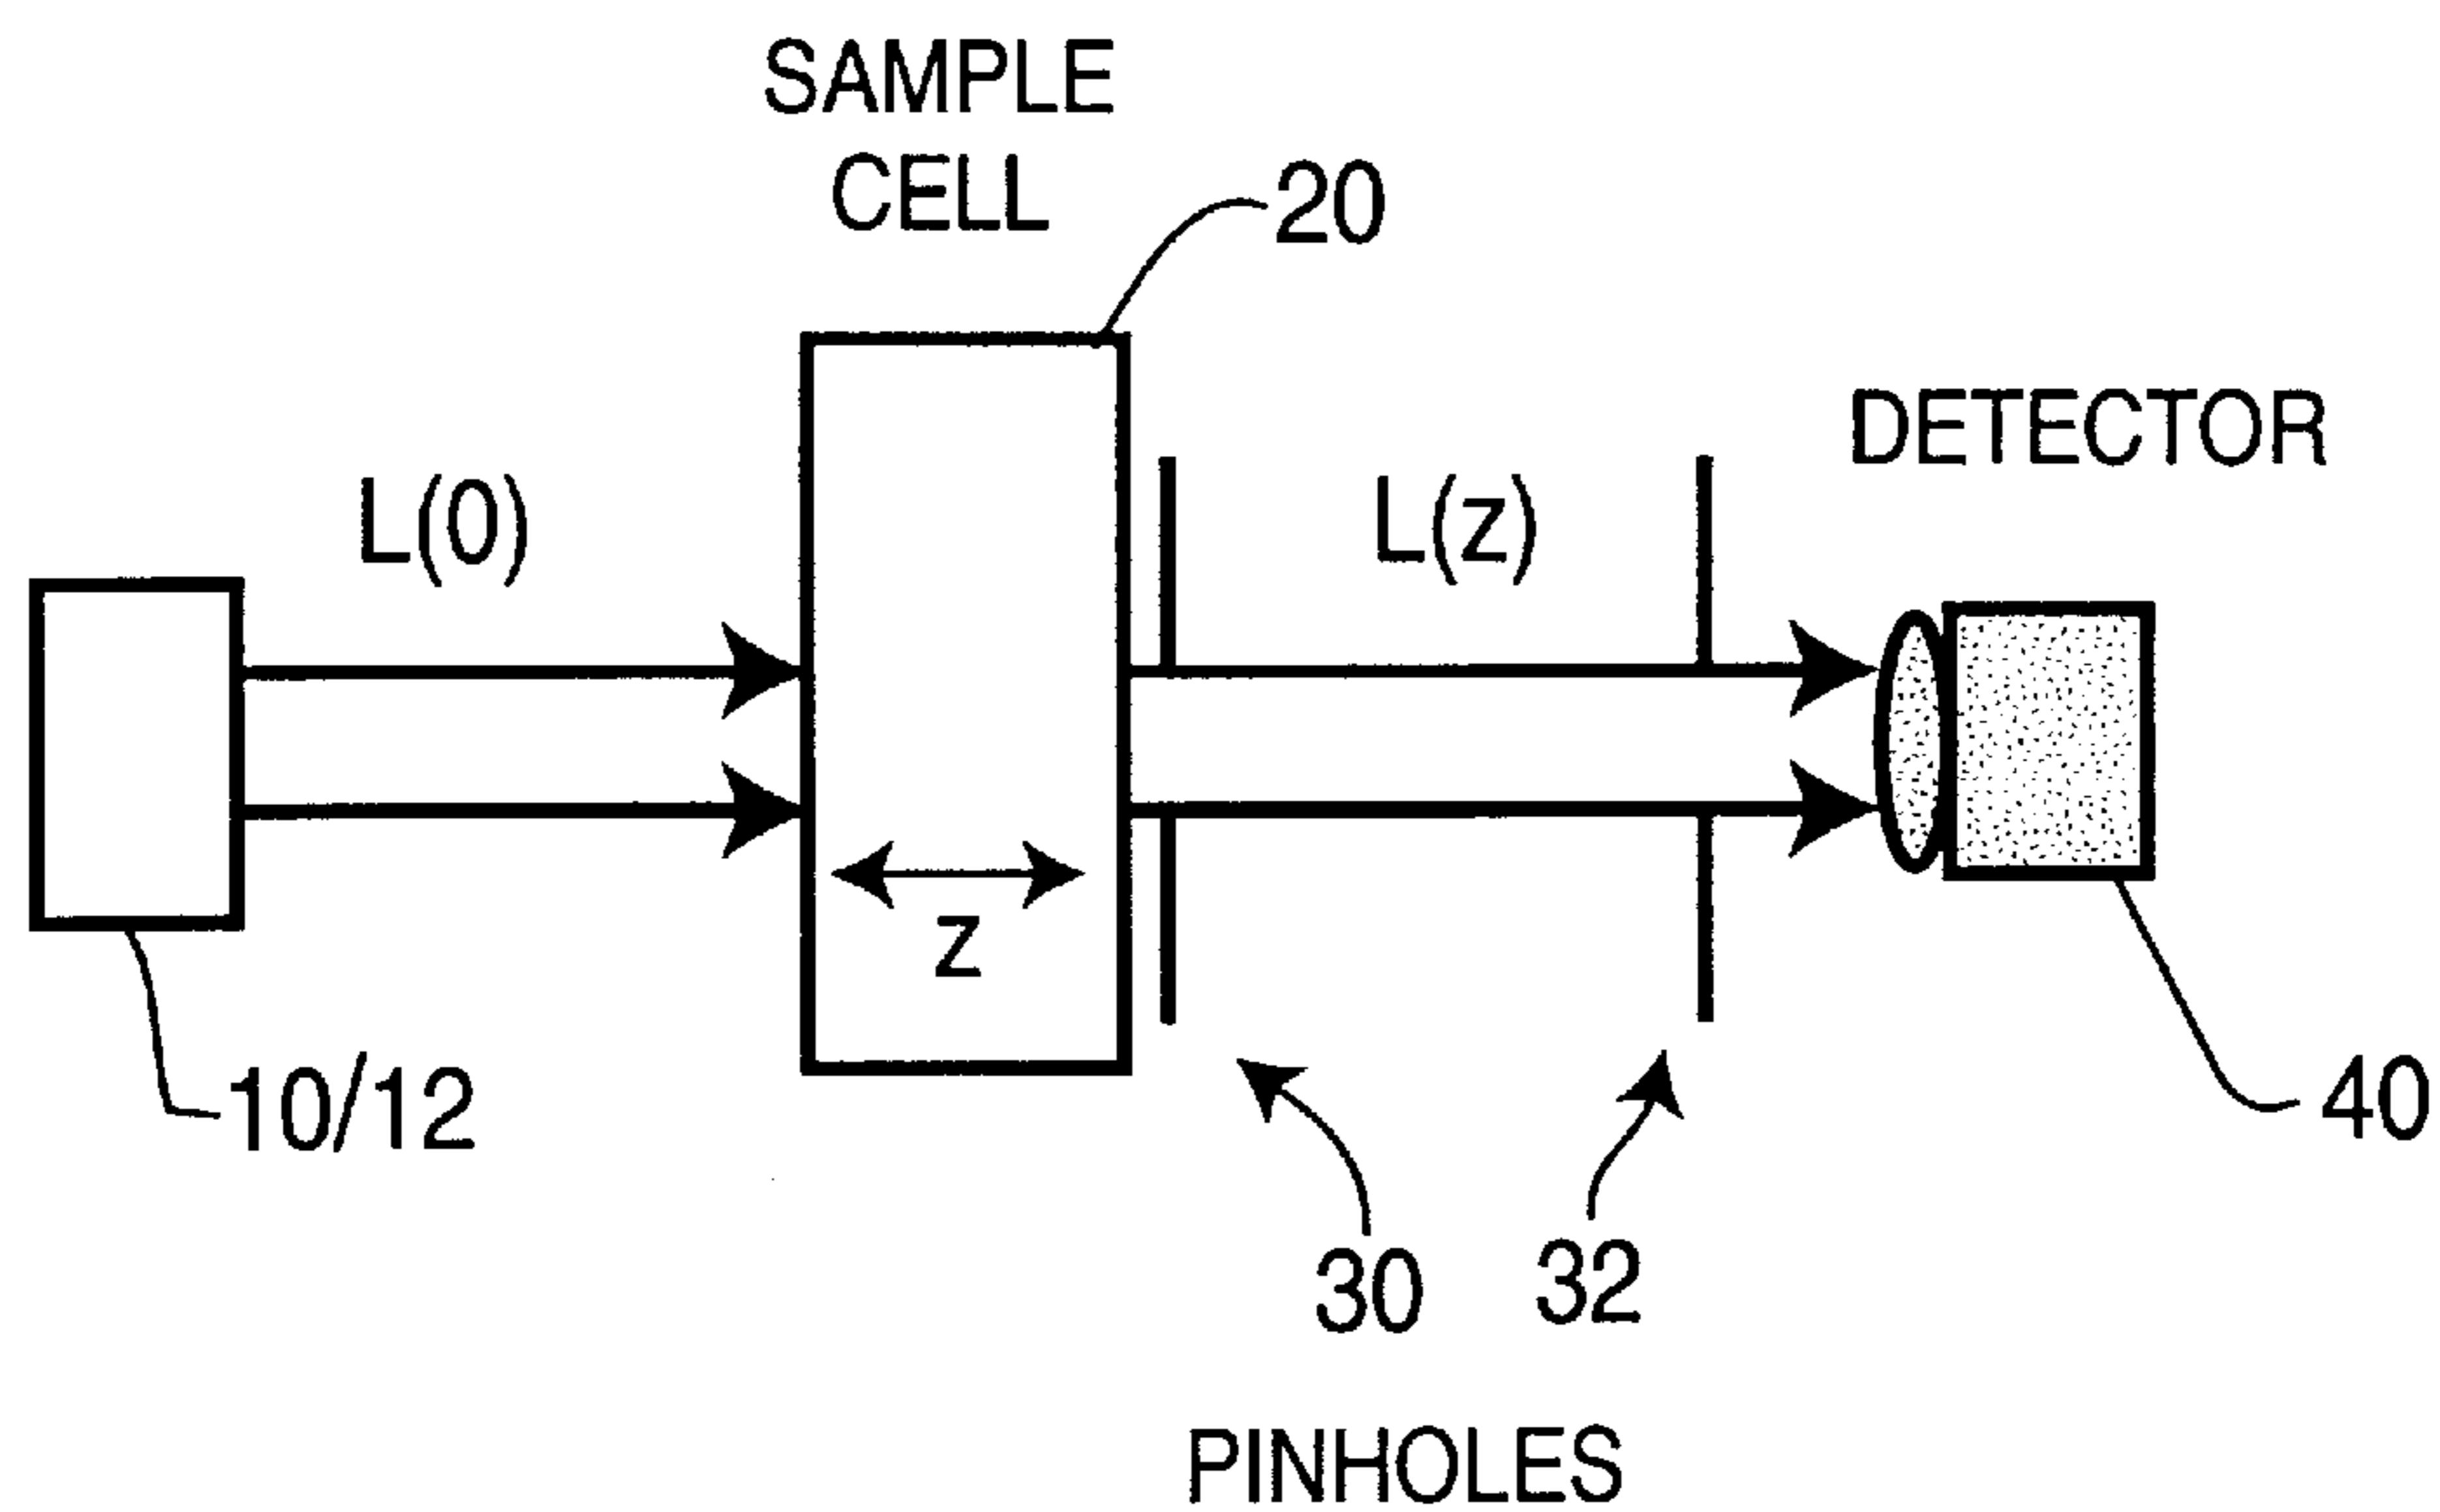 SAMPLE
CELL
20
DETECTOR
L(0)
L(z)
z
10/12
40
30
32
PINHOLES